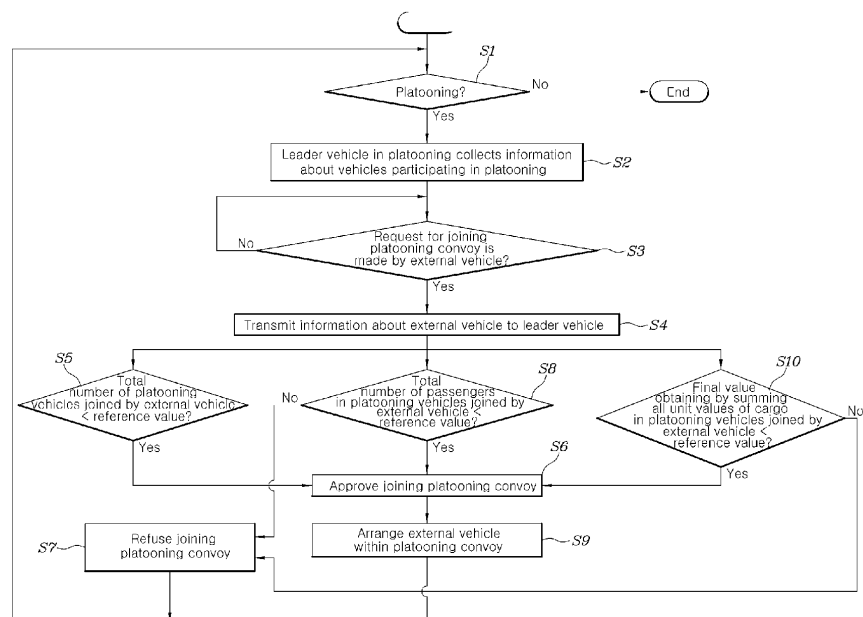 S1
Platooning?
No
End
Yes
Leader vehicle in platooning collects information
about vehicles participating in platooning
S2
Request for joining
platooning convoy is
made by external vehicle?
No
S3
Yes
Transmit information about external vehicle to leader vehicle
S4
S5
Total
number of platooning
vehicles joined by external vehicle
< reference value?
Yes
No
S8
Total
number of passengers
in platooning vehicles joined by
external vehicle <
reference value?
Yes
S10
Final value
obtaining by summing
all unit values of cargo
in platooning vehicles joined by
external vehicle <
reference value?
No
Yes
S6
Approve joining platooning convoy
S7
Refuse joining
platooning convoy
Arrange external vehicle
within platooning convoy
S9